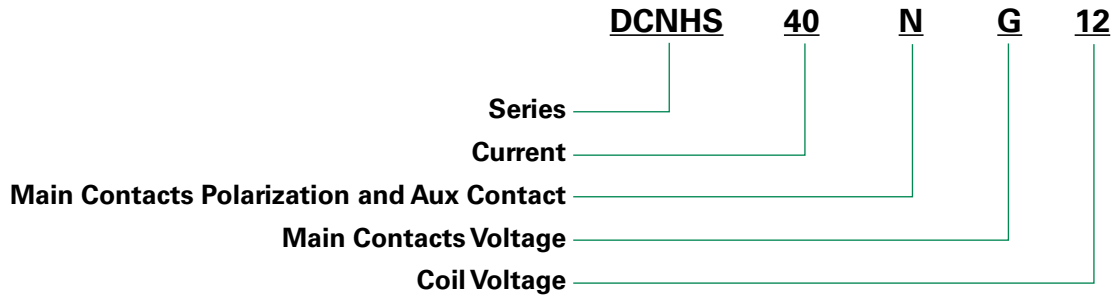 DCNHS 40 N G 12
Series
Current
Main Contacts Polarization and Aux Contact
Main Contacts Voltage
Coil Voltage